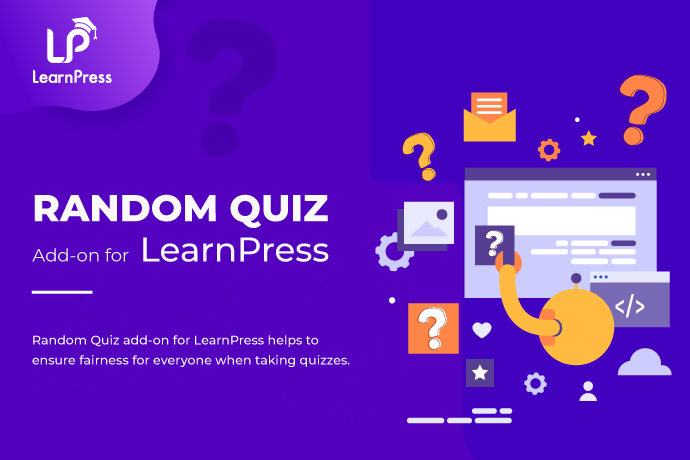 LP
LearnPress
RANDOM QUIZ
Add-on for LearnPress
Random Quiz add-on for LearnPress helps to
ensure fairness for everyone when taking quizzes.
?
?
?
?
</>